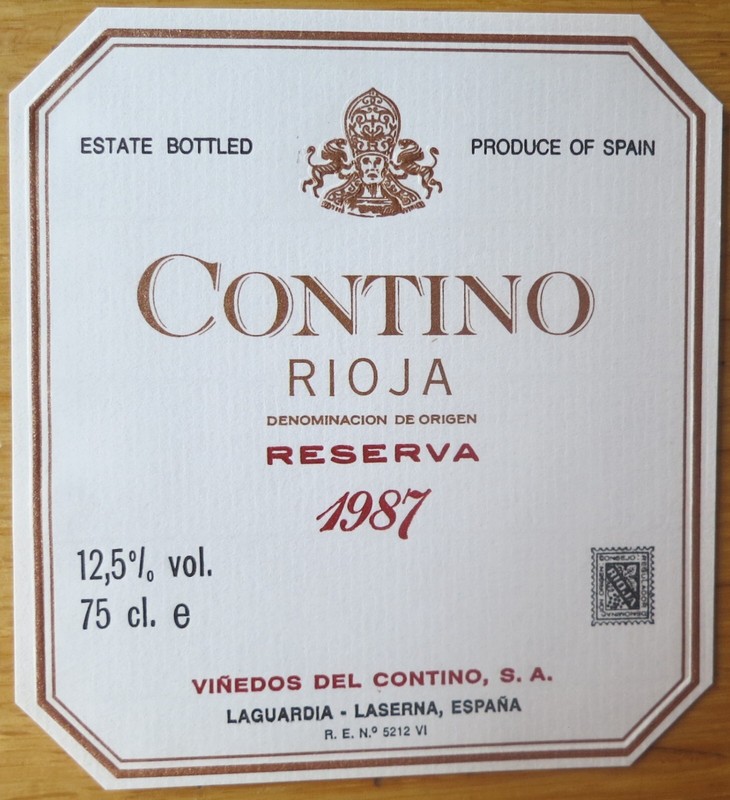 ESTATE BOTTLED
PRODUCE OF SPAIN
CONTINO
RIOJA
DENOMINACION DE ORIGEN
RESERVA
1987
12,5% vol.
75 cl. e
RIOJA
VIÑEDOS DEL CONTINO, S. A.
LAGUARDIA - LASERNA, ESPAÑA
R. E. N.º 5212 VI